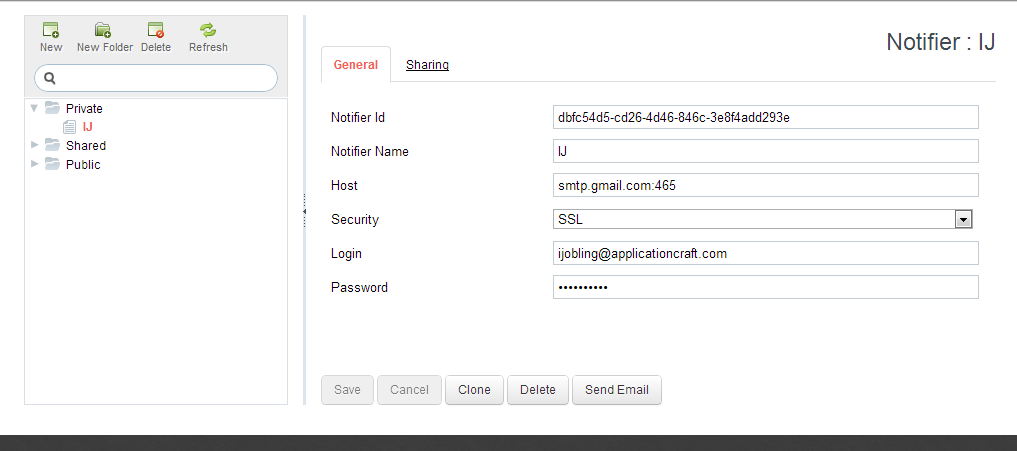 New New Folder Delete Refresh
Private
IJ
Shared
Public
Notifier : IJ
General Sharing
Notifier Id dbfc54d5-cd26-4d46-846c-3e8f4add293e
Notifier Name IJ
Host smtp.gmail.com:465
Security SSL
Login ijobling@applicationcraft.com
Password ••••••••••
Save Cancel Clone Delete Send Email